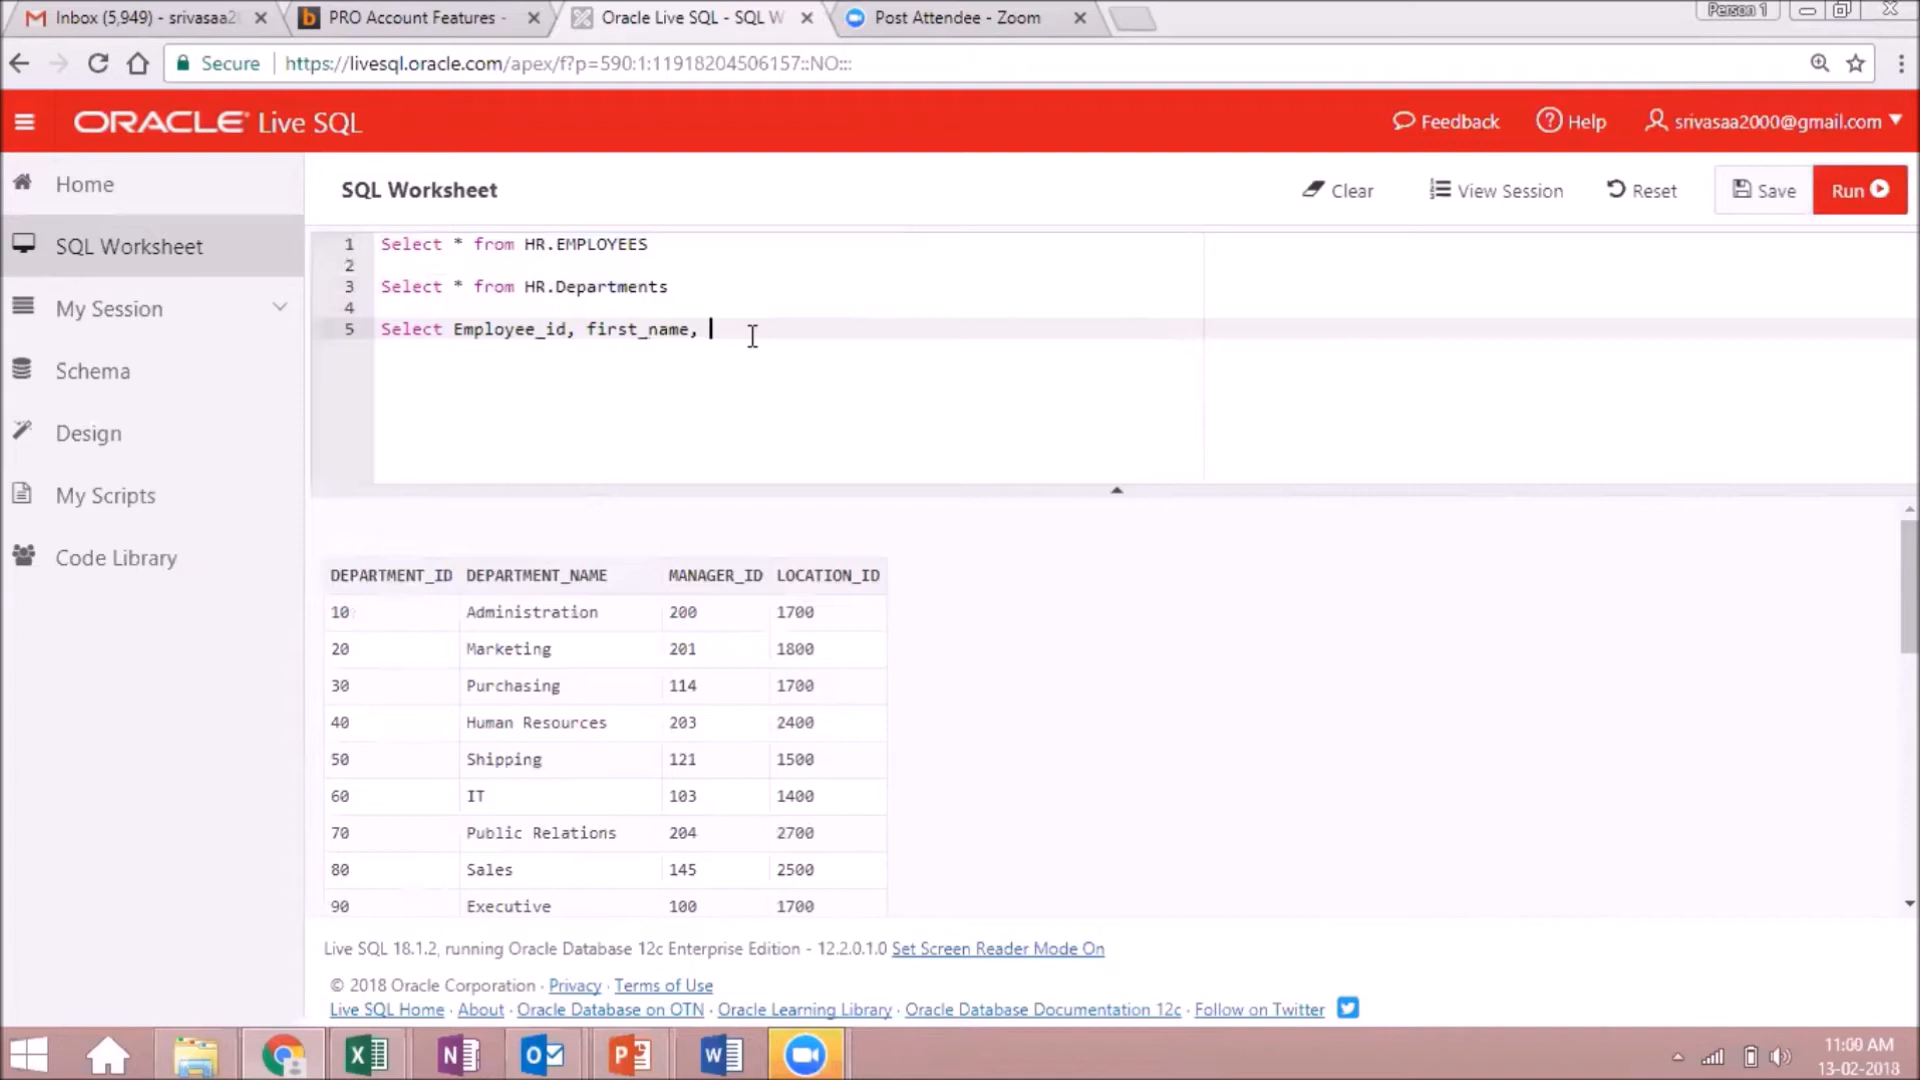 Inbox (5,949) - srivasaa2
PRO Account Features -
Oracle Live SQL - SQL W
Post Attendee - Zoom
Person 1
Secure
https://livesql.oracle.com/apex/f?p=590:1:11918204506157::NO:::
ORACLE Live SQL
Feedback
Help
srivasaa2000@gmail.com
Home
SQL Worksheet
My Session
Schema
Design
My Scripts
Code Library
SQL Worksheet
Clear
View Session
Reset
Save
Run
1 Select * from HR.EMPLOYEES
2
3 Select * from HR.Departments
4
5 Select Employee_id, first_name,
DEPARTMENT_ID DEPARTMENT_NAME MANAGER_ID LOCATION_ID
10 Administration 200 1700
20 Marketing 201 1800
30 Purchasing 114 1700
40 Human Resources 203 2400
50 Shipping 121 1500
60 IT 103 1400
70 Public Relations 204 2700
80 Sales 145 2500
90 Executive 100 1700
Live SQL 18.1.2, running Oracle Database 12c Enterprise Edition - 12.2.0.1.0 Set Screen Reader Mode On
© 2018 Oracle Corporation · Privacy · Terms of Use
Live SQL Home · About · Oracle Database on OTN · Oracle Learning Library · Oracle Database Documentation 12c · Follow on Twitter
11:00 AM
13-02-2018